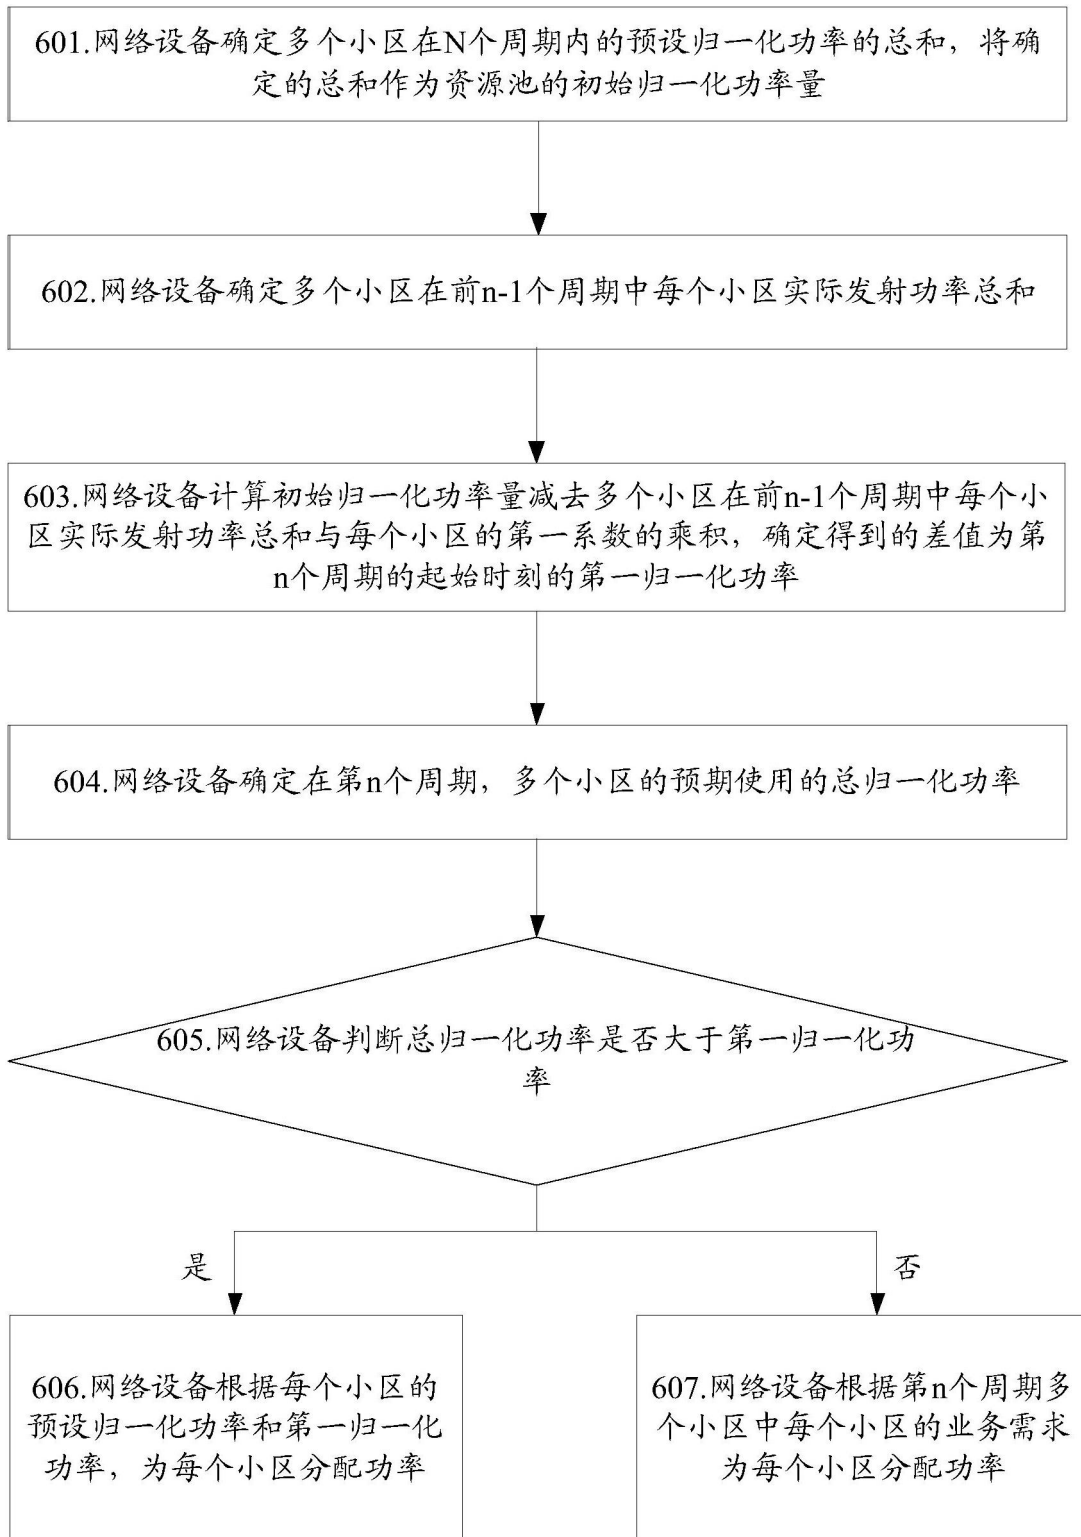 601.网络设备确定多个小区在N个周期内的预设归一化功率的总和，将确
定的总和作为资源池的初始归一化功率量
602.网络设备确定多个小区在前n-1个周期中每个小区实际发射功率总和
603.网络设备计算初始归一化功率量减去多个小区在前n-1个周期中每个小
区实际发射功率总和与每个小区的第一系数的乘积，确定得到的差值为第
n个周期的起始时刻的第一归一化功率
604.网络设备确定在第n个周期，多个小区的预期使用的总归一化功率
605.网络设备判断总归一化功率是否大于第一归一化功
率
是
否
606.网络设备根据每个小区的
预设归一化功率和第一归一化
功率，为每个小区分配功率
607.网络设备根据第n个周期多
个小区中每个小区的业务需求
为每个小区分配功率